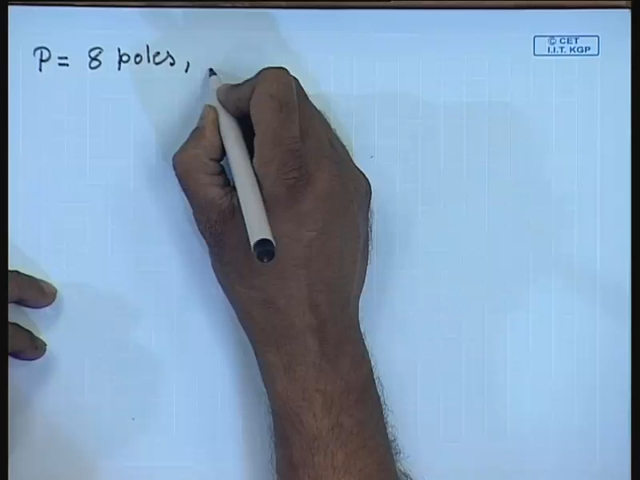 P = 8 poles,
© CET
I.I.T. KGP